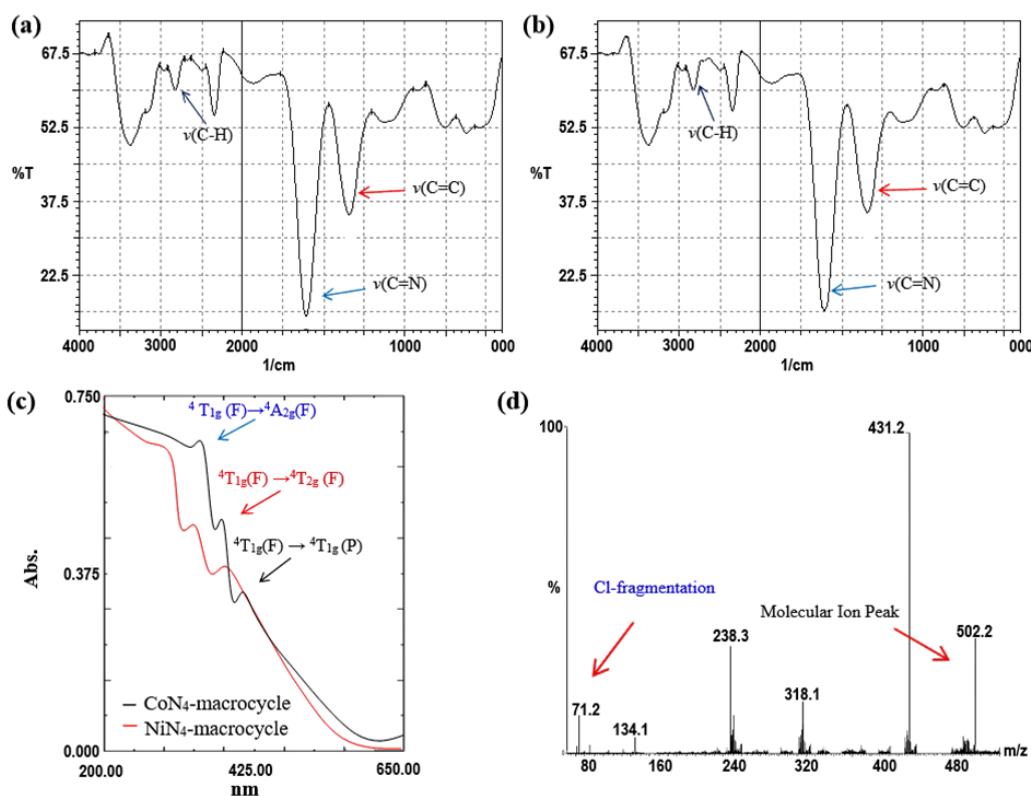 (a)
67.5
52.5
%T
37.5
22.5
ν(C-H)
ν(C=C)
ν(C=N)
4000 3000 2000 1000 000
1/cm
(b)
67.5
52.5
%T
37.5
22.5
ν(C-H)
ν(C=C)
ν(C=N)
4000 3000 2000 1000 000
1/cm
(c)
0.750
0.375
0.000
Abs.
⁴T₁g (F)→⁴A₂g(F)
⁴T₁g(F) →⁴T₂g (F)
⁴T₁g(F) → ⁴T₁g (P)
CoN₄-macrocycle
NiN₄-macrocycle
200.00 425.00 650.00
nm
(d)
100
%
0
431.2
Cl-fragmentation
Molecular Ion Peak
238.3
502.2
318.1
71.2
134.1
80 160 240 320 400 480 m/z